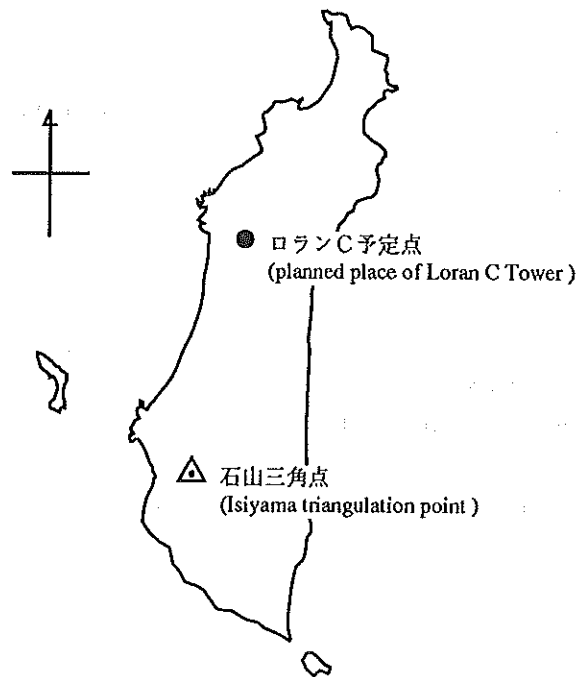 ロランC予定点
(planned place of Loran C Tower )
石山三角点
(Isiyama triangulation point )